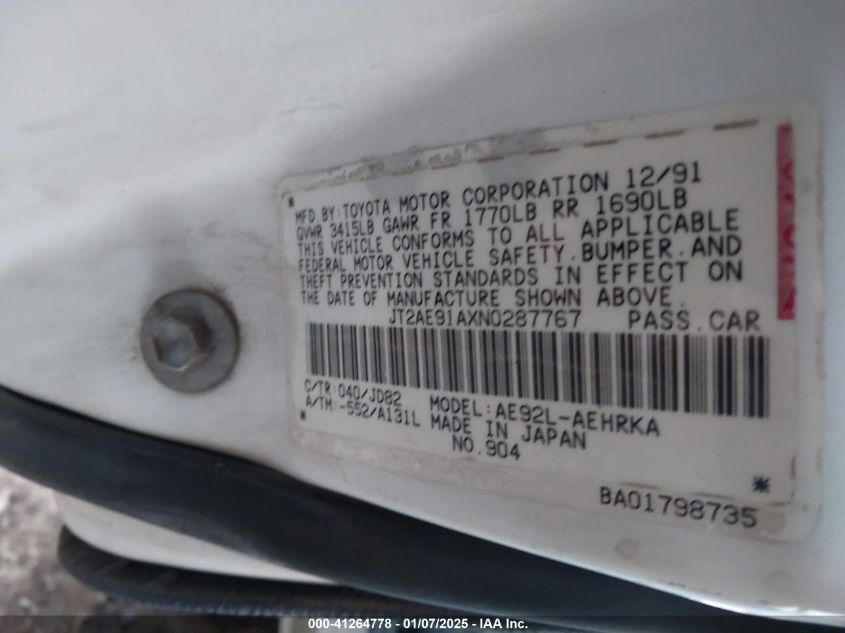 MFD. BY: TOYOTA MOTOR CORPORATION 12/91
GVWR 3415LB GAWR FR 1770LB RR 1690LB
THIS VEHICLE CONFORMS TO ALL APPLICABLE
FEDERAL MOTOR VEHICLE SAFETY, BUMPER, AND
THEFT PREVENTION STANDARDS IN EFFECT ON
THE DATE OF MANUFACTURE SHOWN ABOVE.
JT2AE91AXN0287767 PASS. CAR
C/TR: 040/JD82 MODEL: AE92L-AEHRKA
A/TM: -552/A131L MADE IN JAPAN
NO. 904
BA01798735
000-41264778 - 01/07/2025 - IAA Inc.